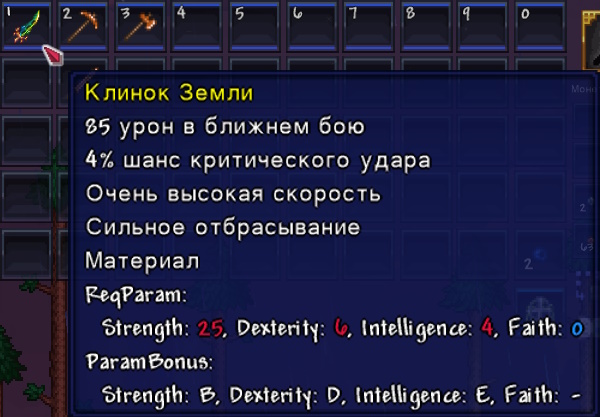 1 2 3 4 5 6 7 8 9 0
Клинок Земли
85 урон в ближнем бою
4% шанс критического удара
Очень высокая скорость
Сильное отбрасывание
Материал
ReqParam:
Strength: 25, Dexterity: 6, Intelligence: 4, Faith: 0
ParamBonus:
Strength: B, Dexterity: D, Intelligence: E, Faith: -
Мон
2